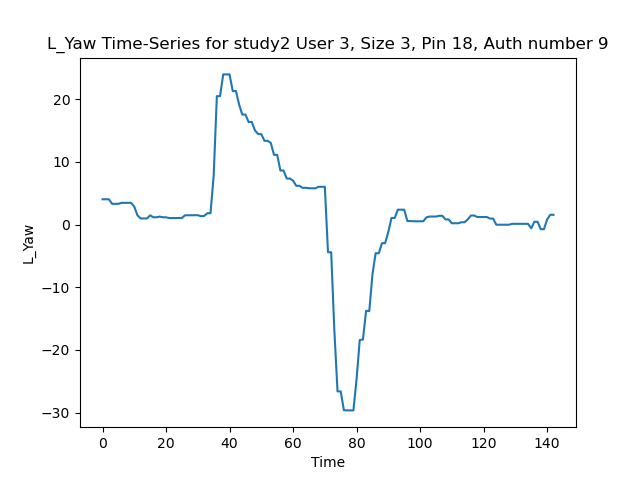 L_Yaw Time-Series for study2 User 3, Size 3, Pin 18, Auth number 9
20
10
0
−10
−20
−30
L_Yaw
0 20 40 60 80 100 120 140
Time